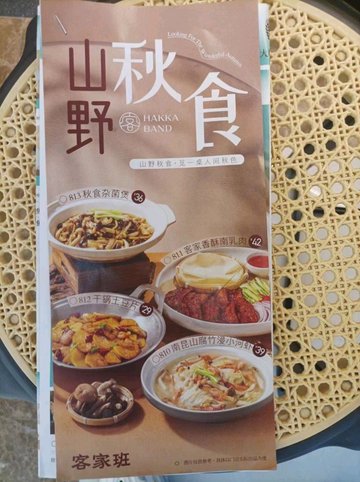 山野秋食
Looking For The Wonderful Autumn
HAKKA
BAND
山野秋食·见一桌人间秋色
813 秋食杂菌煲 36
811 客家香酥南乳肉 42
812 干锅土豆片 29
810 南昆山腐竹浸小河虾 39
客家班